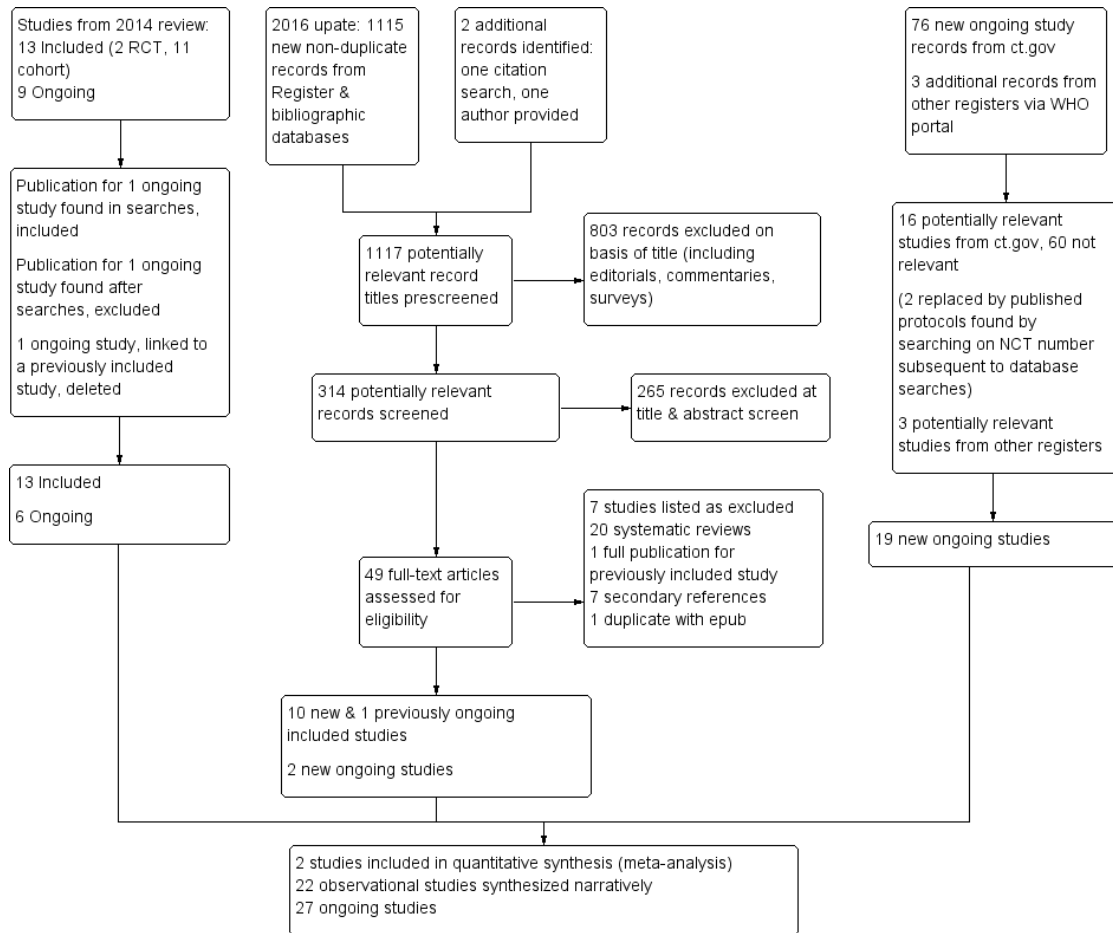 Studies from 2014 review:
13 Included (2 RCT, 11
cohort)
9 Ongoing
2016 upate: 1115
new non-duplicate
records from
Register &
bibliographic
databases
2 additional
records identified:
one citation
search, one
author provided
76 new ongoing study
records from ct.gov
3 additional records from
other registers via WHO
portal
Publication for 1 ongoing
study found in searches,
included
Publication for 1 ongoing
study found after
searches, excluded
1 ongoing study, linked to
a previously included
study, deleted
1117 potentially
relevant record
titles prescreened
803 records excluded on
basis of title (including
editorials, commentaries,
surveys)
16 potentially relevant
studies from ct.gov, 60 not
relevant
(2 replaced by published
protocols found by
searching on NCT number
subsequent to database
searches)
3 potentially relevant
studies from other registers
314 potentially relevant
records screened
265 records excluded at
title & abstract screen
13 Included
6 Ongoing
49 full-text articles
assessed for
eligibility
7 studies listed as excluded
20 systematic reviews
1 full publication for
previously included study
7 secondary references
1 duplicate with epub
19 new ongoing studies
10 new & 1 previously ongoing
included studies
2 new ongoing studies
2 studies included in quantitative synthesis (meta-analysis)
22 observational studies synthesized narratively
27 ongoing studies